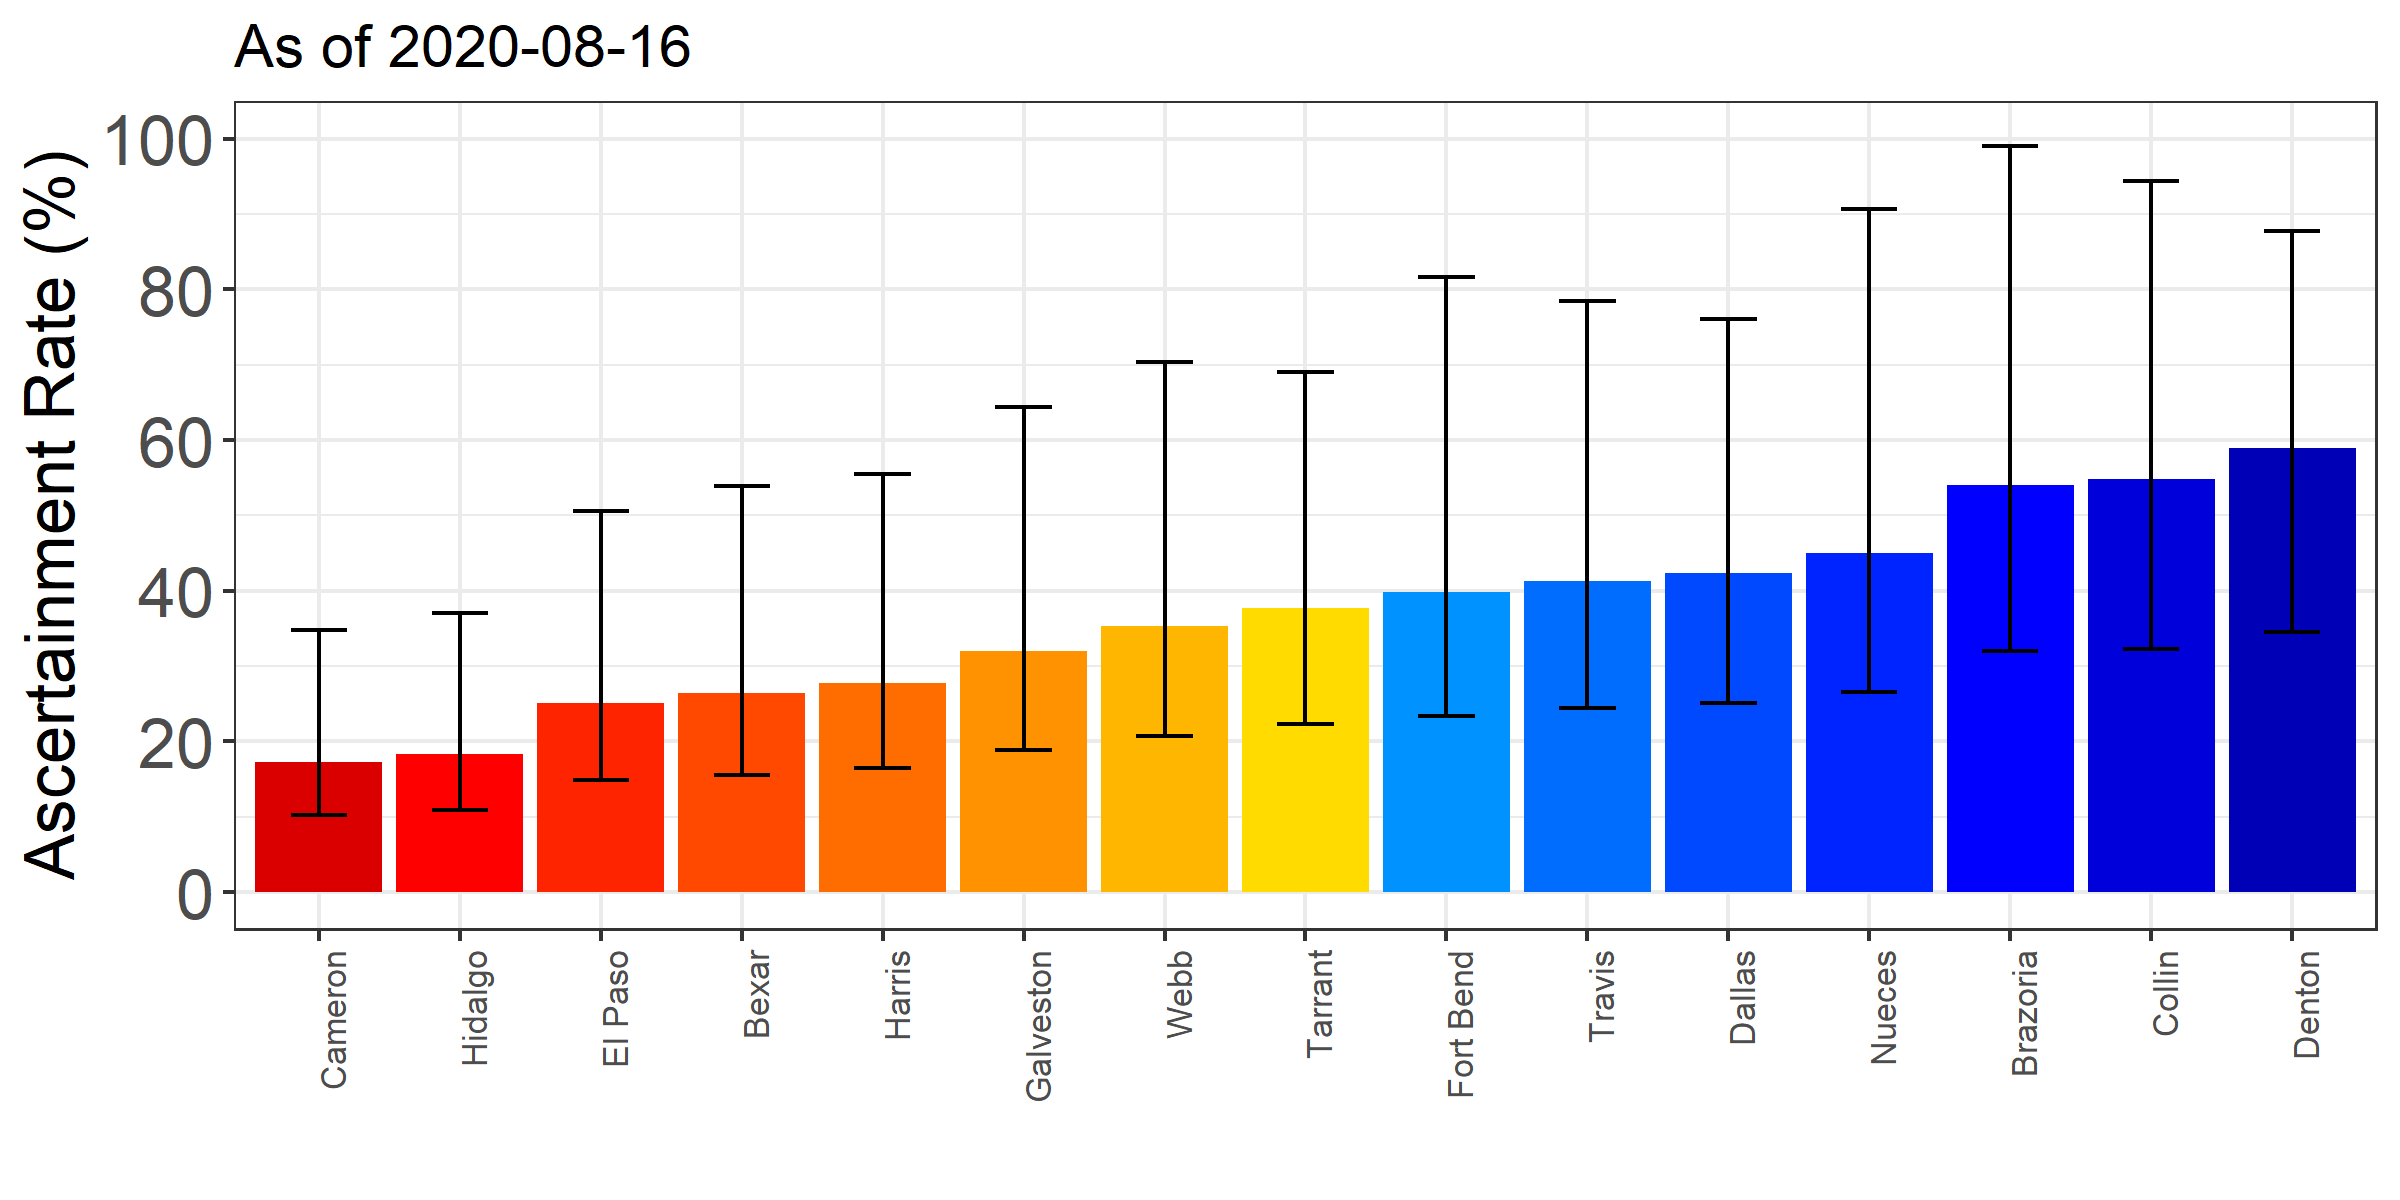 As of 2020-08-16
Ascertainment Rate (%)
100
80
60
40
20
0
Cameron
Hidalgo
El Paso
Bexar
Harris
Galveston
Webb
Tarrant
Fort Bend
Travis
Dallas
Nueces
Brazoria
Collin
Denton